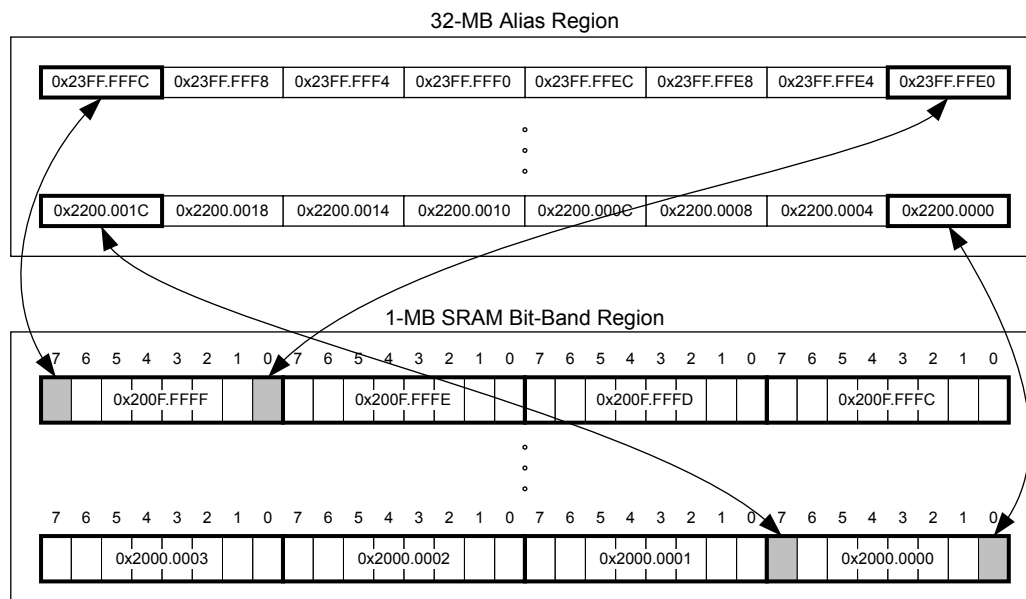 32-MB Alias Region
0x23FF.FFFC 0x23FF.FFF8 0x23FF.FFF4 0x23FF.FFF0 0x23FF.FFEC 0x23FF.FFE8 0x23FF.FFE4 0x23FF.FFE0
0x2200.001C 0x2200.0018 0x2200.0014 0x2200.0010 0x2200.000C 0x2200.0008 0x2200.0004 0x2200.0000
1-MB SRAM Bit-Band Region
7 6 5 4 3 2 1 0 7 6 5 4 3 2 1 0 7 6 5 4 3 2 1 0 7 6 5 4 3 2 1 0
0x200F.FFFF 0x200F.FFFE 0x200F.FFFD 0x200F.FFFC
7 6 5 4 3 2 1 0 7 6 5 4 3 2 1 0 7 6 5 4 3 2 1 0 7 6 5 4 3 2 1 0
0x2000.0003 0x2000.0002 0x2000.0001 0x2000.0000